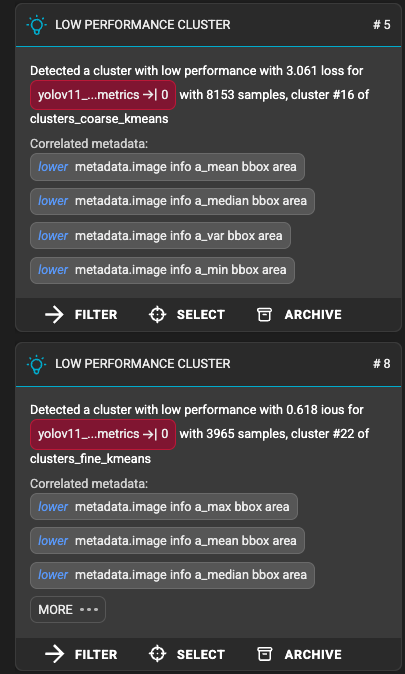 LOW PERFORMANCE CLUSTER # 5
Detected a cluster with low performance with 3.061 loss for
yolov11_...metrics →| 0 with 8153 samples, cluster #16 of
clusters_coarse_kmeans
Correlated metadata:
lower metadata.image info a_mean bbox area
lower metadata.image info a_median bbox area
lower metadata.image info a_var bbox area
lower metadata.image info a_min bbox area
FILTER SELECT ARCHIVE
LOW PERFORMANCE CLUSTER # 8
Detected a cluster with low performance with 0.618 ious for
yolov11_...metrics →| 0 with 3965 samples, cluster #22 of
clusters_fine_kmeans
Correlated metadata:
lower metadata.image info a_max bbox area
lower metadata.image info a_mean bbox area
lower metadata.image info a_median bbox area
MORE •••
FILTER SELECT ARCHIVE